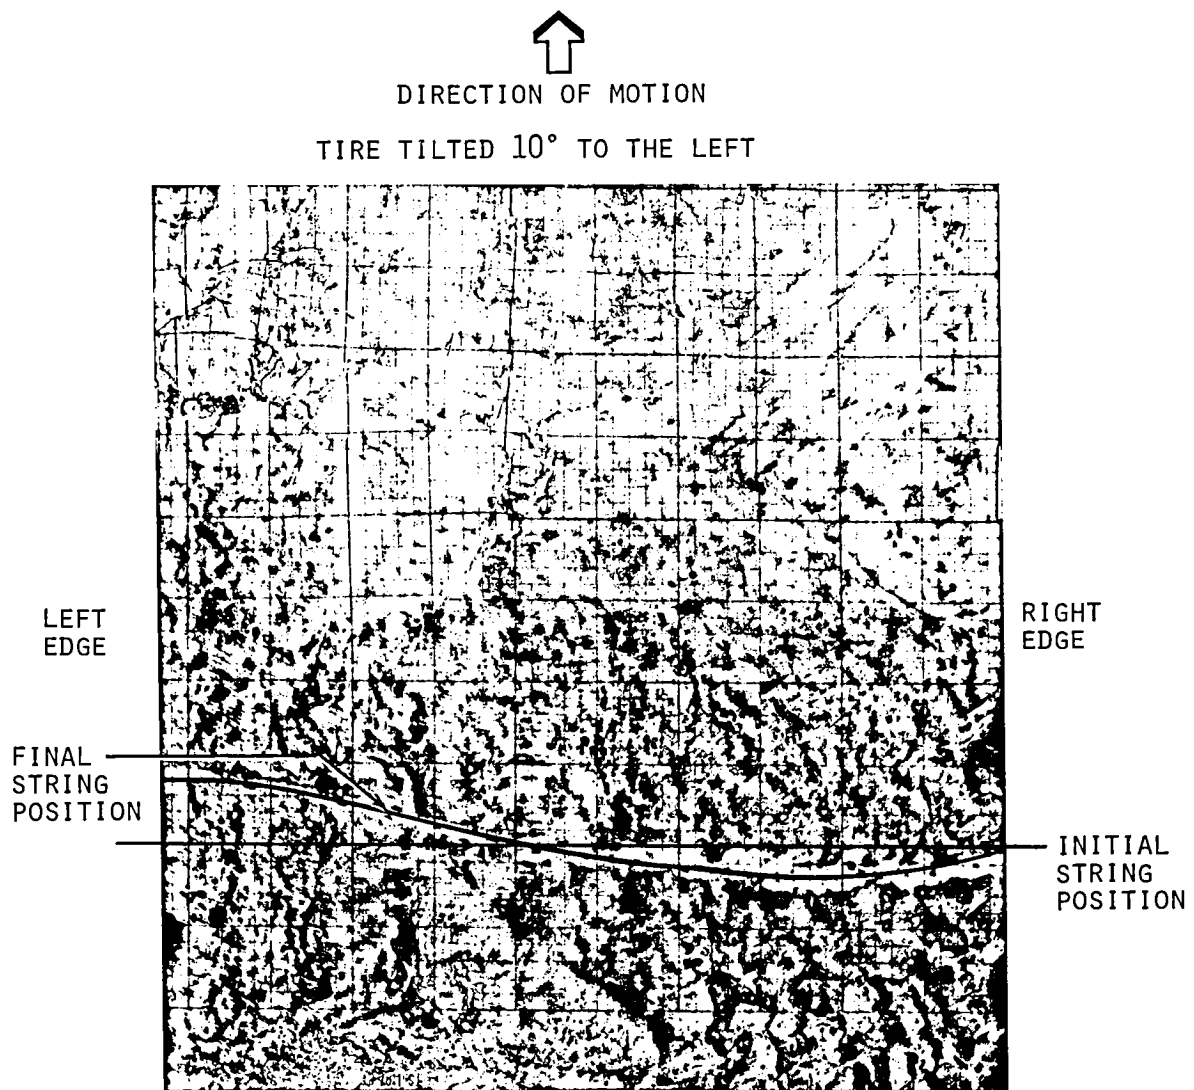 DIRECTION OF MOTION
TIRE TILTED 10° TO THE LEFT
LEFT
EDGE
RIGHT
EDGE
FINAL
STRING
POSITION
INITIAL
STRING
POSITION